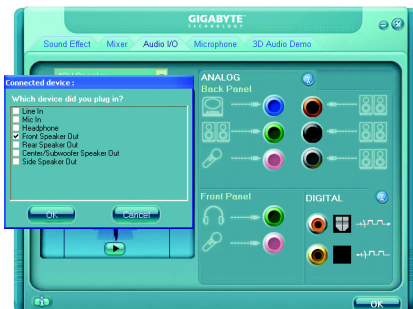 GIGABYTE
TECHNOLOGY
Sound Effect Mixer Audio I/O Microphone 3D Audio Demo
Connected device :
Which device did you plug in?
Line In
Mic In
Headphone
Front Speaker Out
Rear Speaker Out
Center/Subwoofer Speaker Out
Side Speaker Out
OK Cancel
ANALOG
Back Panel
Front Panel
DIGITAL
OK